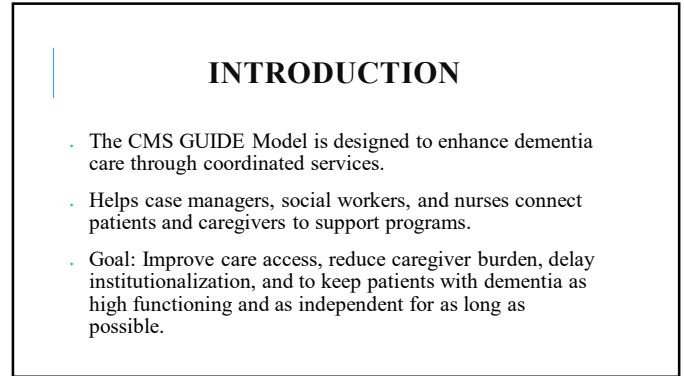 INTRODUCTION
. The CMS GUIDE Model is designed to enhance dementia
care through coordinated services.
. Helps case managers, social workers, and nurses connect
patients and caregivers to support programs.
. Goal: Improve care access, reduce caregiver burden, delay
institutionalization, and to keep patients with dementia as
high functioning and as independent for as long as
possible.